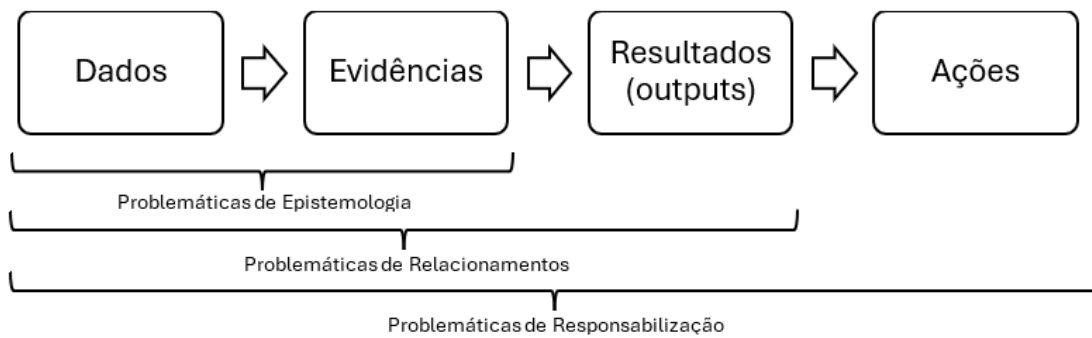 Dados
Evidências
Resultados
(outputs)
Ações
Problemáticas de Epistemologia
Problemáticas de Relacionamentos
Problemáticas de Responsabilização